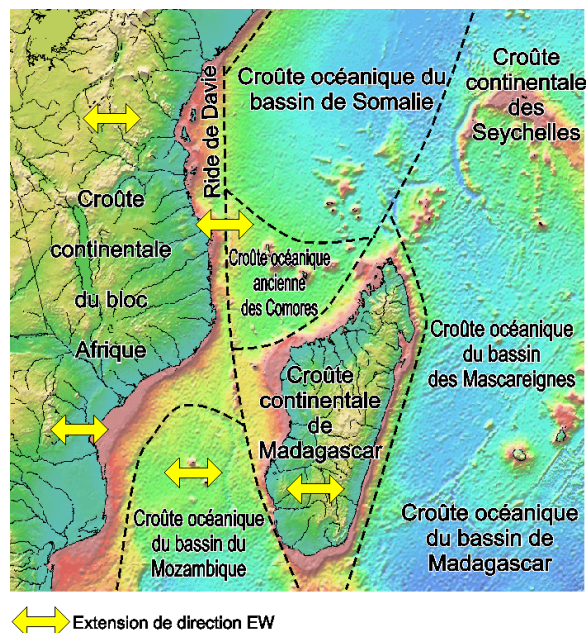 Croûte océanique du
bassin de Somalie
Croûte
continentale
des
Seychelles
Ride de Davie
Croûte
continentale
du bloc
Afrique
Croûte océanique
ancienne
des Comores
Croûte océanique
du bassin
des Mascareignes
Croûte
continentale
de
Madagascar
Croûte océanique
du bassin du
Mozambique
Croûte océanique
du bassin de
Madagascar
Extension de direction EW